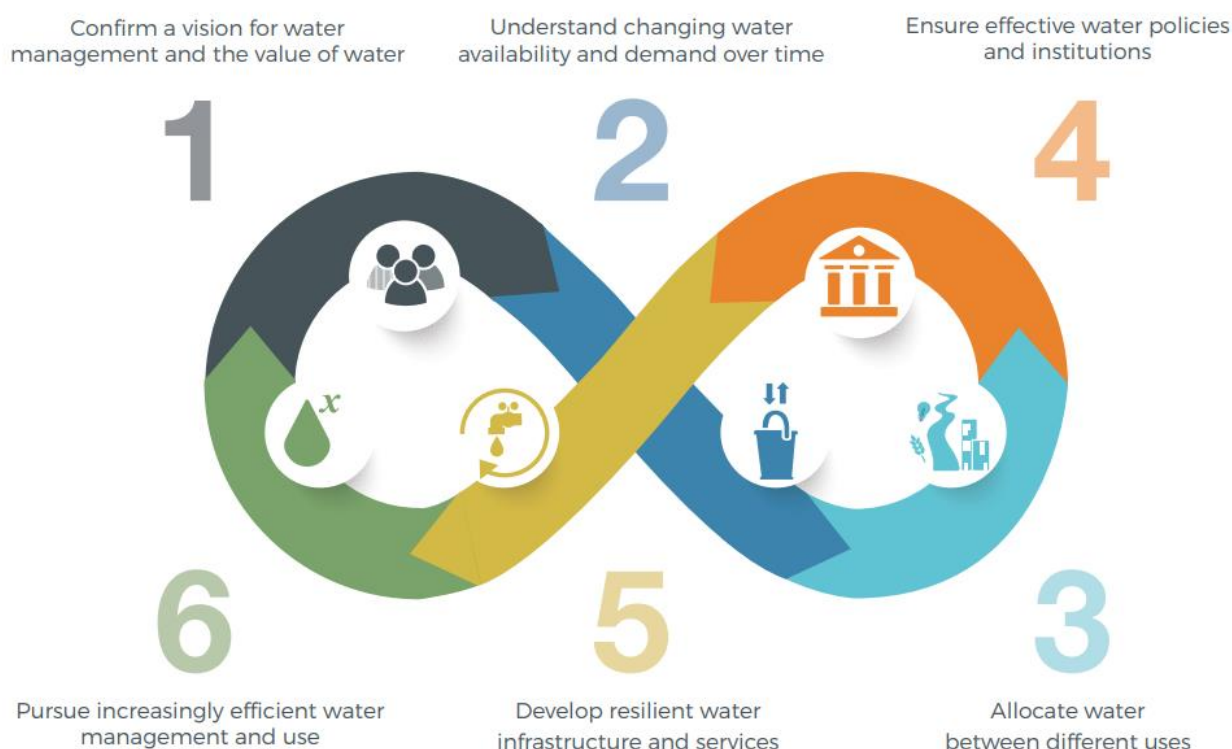 Confirm a vision for water
management and the value of water
1
Understand changing water
availability and demand over time
2
Ensure effective water policies
and institutions
4
x
6
Pursue increasingly efficient water
management and use
5
Develop resilient water
infrastructure and services
3
Allocate water
between different uses